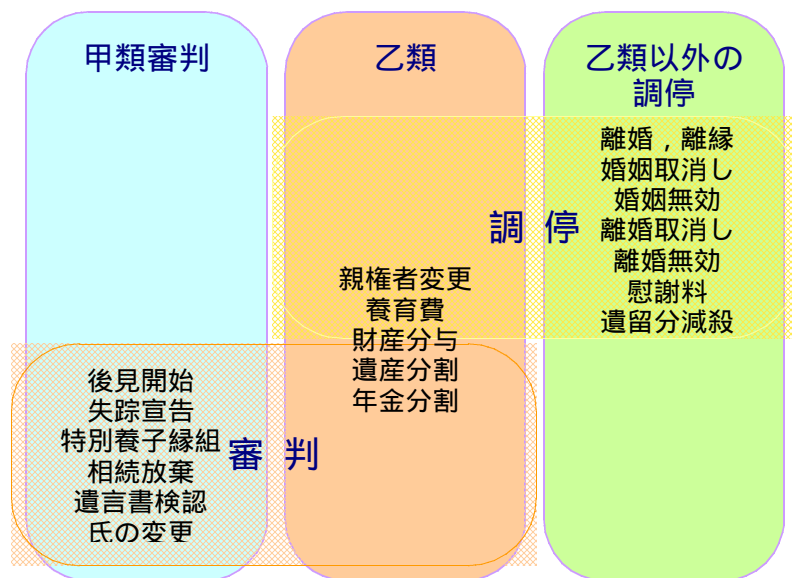 甲類審判
乙類
乙類以外の
調停
離婚，離縁
婚姻取消し
婚姻無効
離婚取消し
離婚無効
慰謝料
遺留分減殺
調停
親権者変更
養育費
財産分与
遺産分割
年金分割
後見開始
失踪宣告
特別養子縁組
相続放棄
遺言書検認
氏の変更
審判